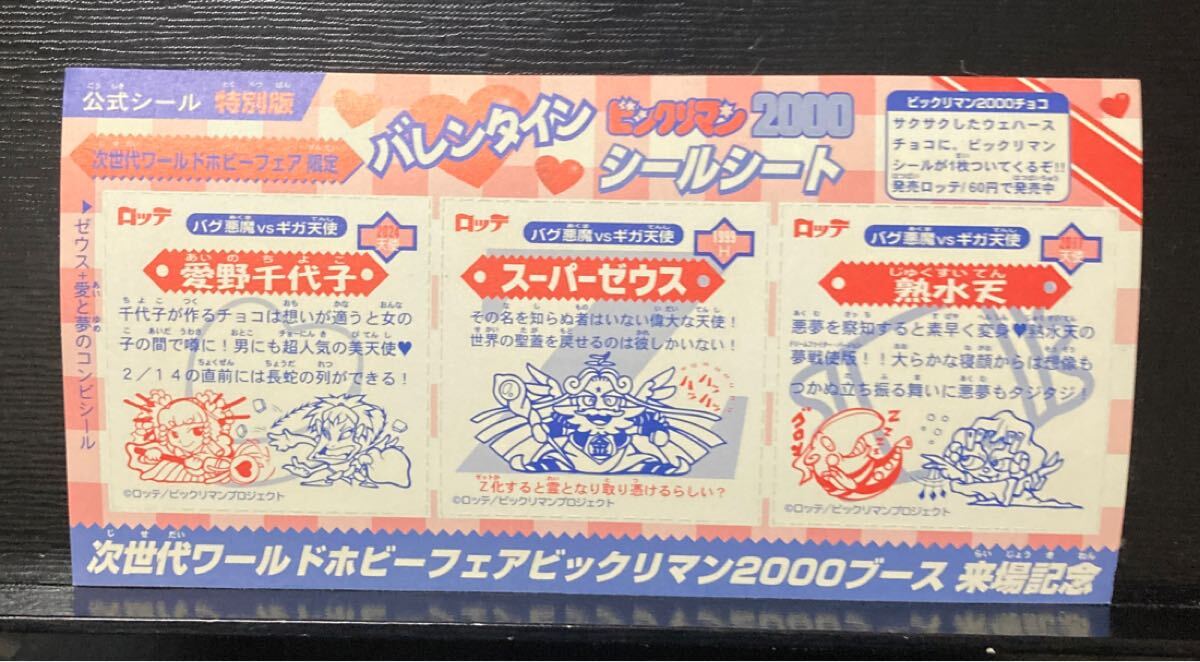 公式シール 特別版
次世代ワールドホビーフェア 限定
バレンタイン
ビックリマン2000
シールシート
ビックリマン2000チョコ
サクサクしたウエハース
チョコに、ビックリマン
シールが1枚ついてくるぞ!!
発売ロッテ/60円で発売中
▶ゼウス+愛と夢のコンビシール
ロッテ
バグ悪魔vsギガ天使
2024
天使
愛野千代子
千代子が作るチョコは想いが適うと女の
子の間で噂に!男にも超人気の美天使♥
2/14の直前には長蛇の列ができる!
©ロッテ/ビックリマンプロジェクト
ロッテ
バグ悪魔vsギガ天使
1999
-H-
スーパーゼウス
その名を知らぬ者はいない偉大な天使!
世界の聖蓋を戻せるのは彼しかいない!
ハッハッハッハッ
Z化すると霊となり取り憑けるらしい?
©ロッテ/ビックリマンプロジェクト
ロッテ
バグ悪魔vsギガ天使
天使
熟水天
悪夢を察知すると素早く変身♥熟水天の
夢戦使版!!大らかな寝顔からは想像も
つかぬ立ち振る舞いに悪夢もタジタジ!
©ロッテ/ビックリマンプロジェクト
次世代ワールドホビーフェアビックリマン2000ブース 来場記念